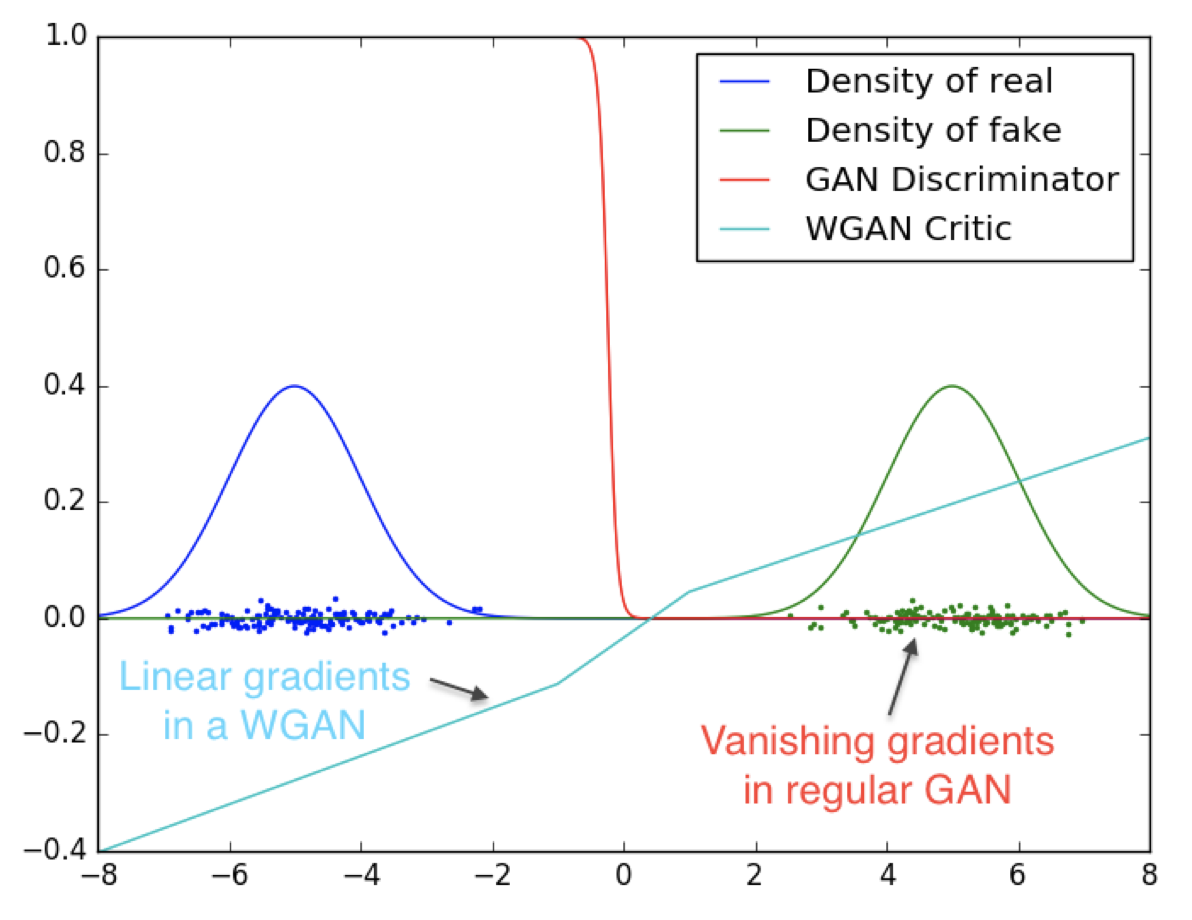 1.0
0.8
0.6
0.4
0.2
0.0
−0.2
−0.4
Density of real
Density of fake
GAN Discriminator
WGAN Critic
Linear gradients
in a WGAN
Vanishing gradients
in regular GAN
−8
−6
−4
−2
0
2
4
6
8